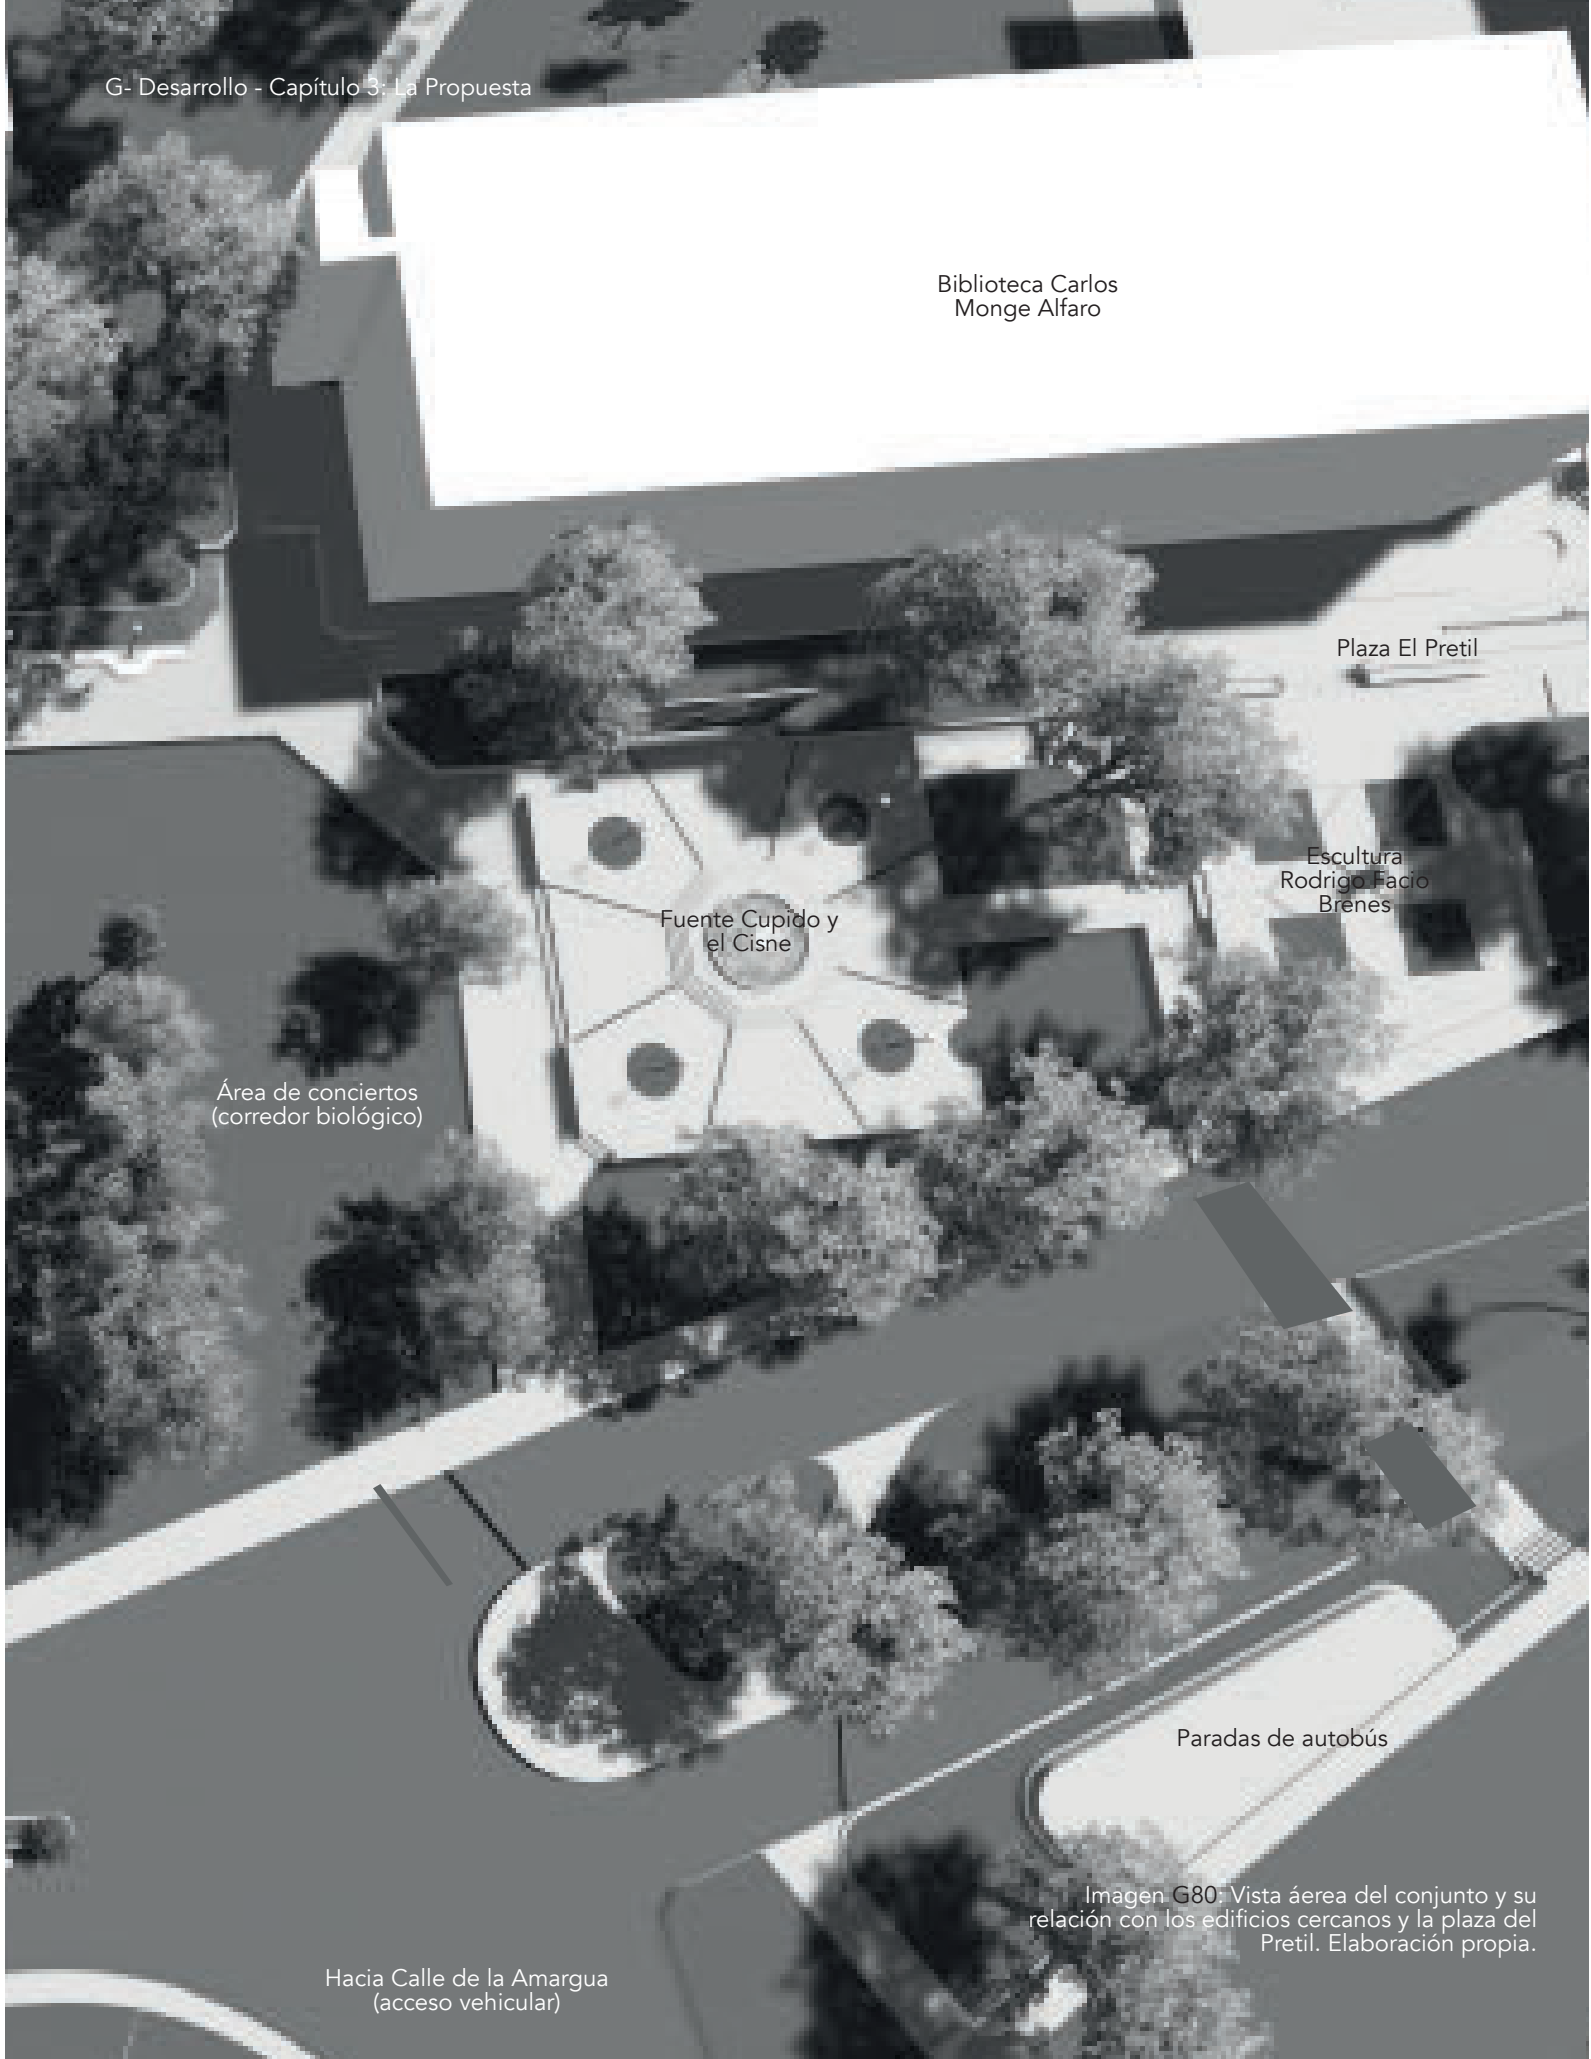 G- Desarrollo - Capítulo 3: La Propuesta
Biblioteca Carlos
Monge Alfaro
Plaza El Pretil
Escultura
Rodrigo Facio
Brenes
Fuente Cupido y
el Cisne
Área de conciertos
(corredor biológico)
Paradas de autobús
Imagen G80: Vista áerea del conjunto y su
relación con los edificios cercanos y la plaza del
Pretil. Elaboración propia.
Hacia Calle de la Amargua
(acceso vehicular)